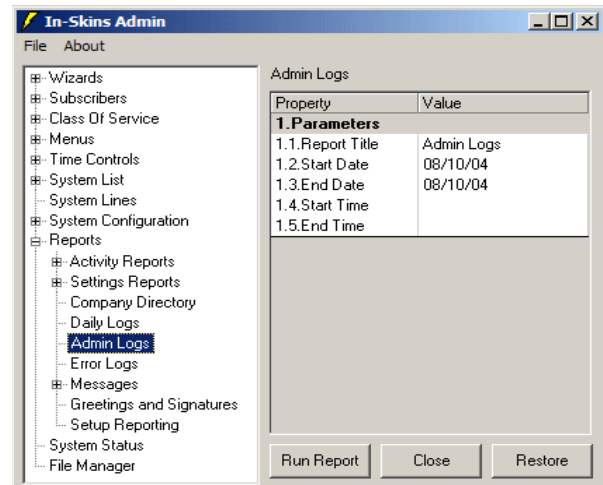 In-Skins Admin
File About
Wizards
Subscribers
Class Of Service
Menus
Time Controls
System List
System Lines
System Configuration
Reports
Activity Reports
Settings Reports
Company Directory
Daily Logs
Admin Logs
Error Logs
Messages
Greetings and Signatures
Setup Reporting
System Status
File Manager
Admin Logs
Property Value
1.Parameters
1.1.Report Title Admin Logs
1.2.Start Date 08/10/04
1.3.End Date 08/10/04
1.4.Start Time
1.5.End Time
Run Report Close Restore